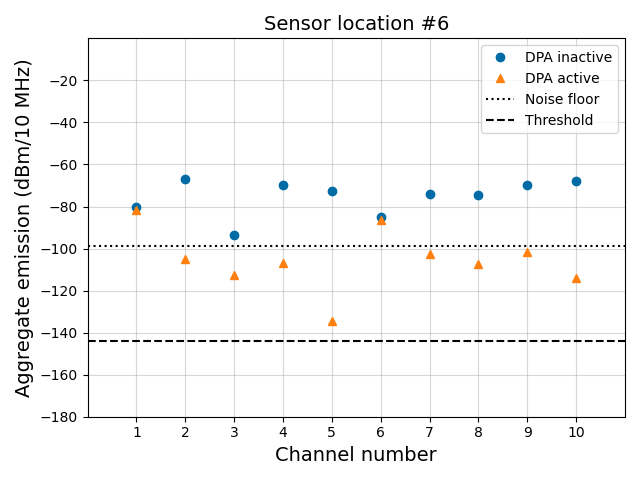 Sensor location #6
DPA inactive
DPA active
Noise floor
Threshold
Aggregate emission (dBm/10 MHz)
−20
−40
−60
−80
−100
−120
−140
−160
−180
1 2 3 4 5 6 7 8 9 10
Channel number